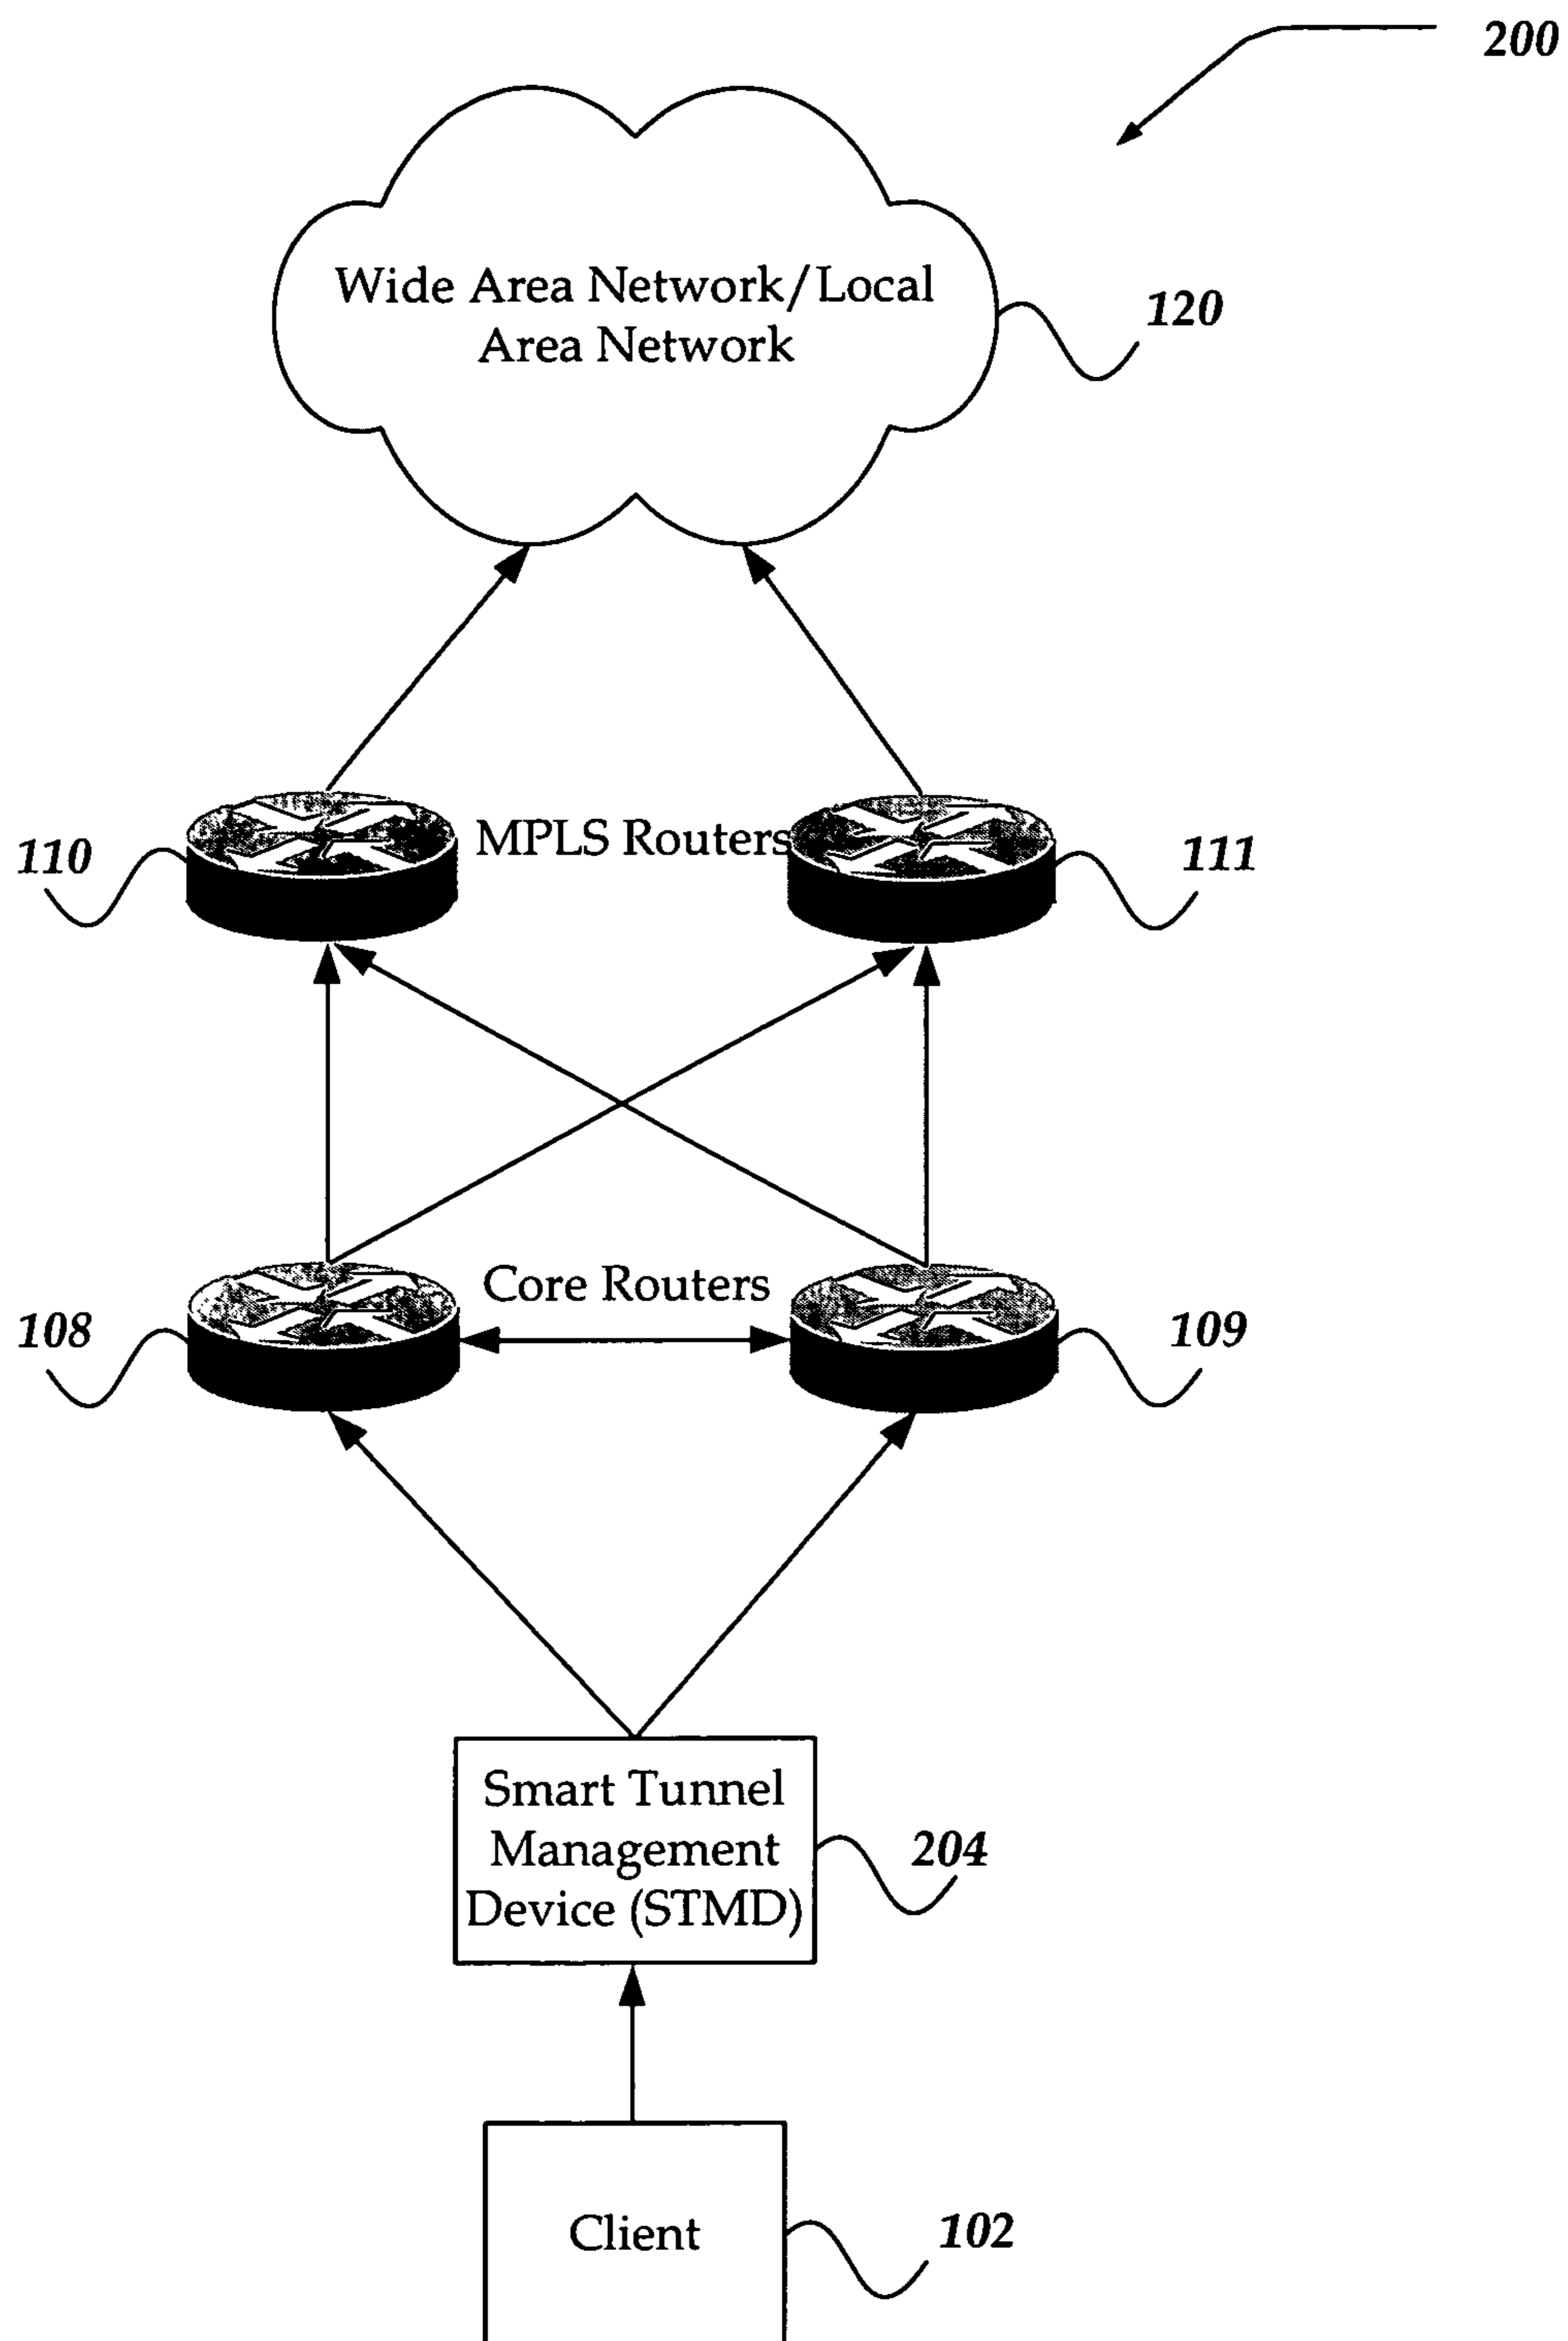 200
Wide Area Network/Local
Area Network
120
110
MPLS Routers
111
108
Core Routers
109
Smart Tunnel
Management
Device (STMD)
204
Client
102